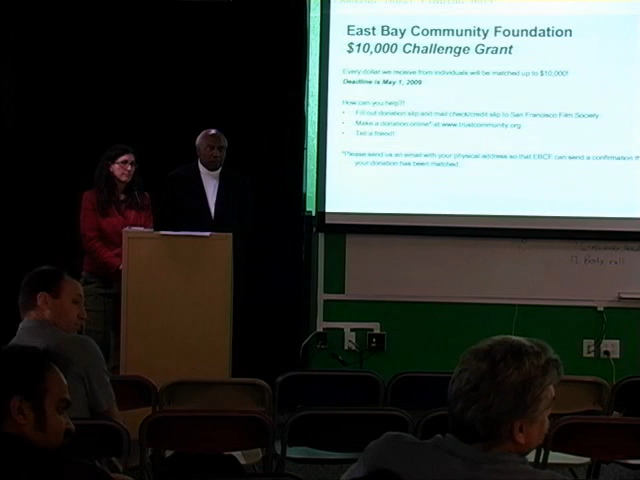 East Bay Community Foundation
$10,000 Challenge Grant
Every dollar we receive from individuals will be matched up to $10,000!
Deadline is May 1, 2009
How can you help?!
• Fill out donation slip and mail check/credit slip to San Francisco Film Society
• Make a donation online* at www.trustcommunity.org
• Tell a friend!
*Please send us an email with your physical address so that EBCF can send a confirmation th
your donation has been matched.